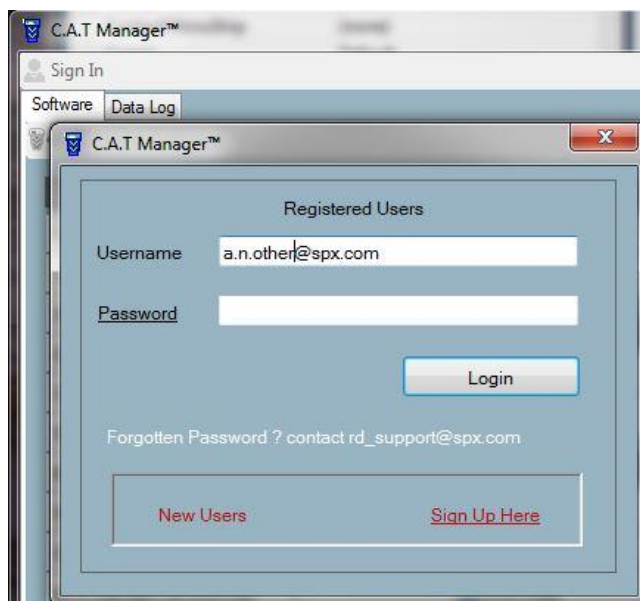 C.A.T Manager™
Sign In
Software Data Log
C.A.T Manager™
Registered Users
Username a.n.other@spx.com
Password
Login
Forgotten Password ? contact rd_support@spx.com
New Users Sign Up Here